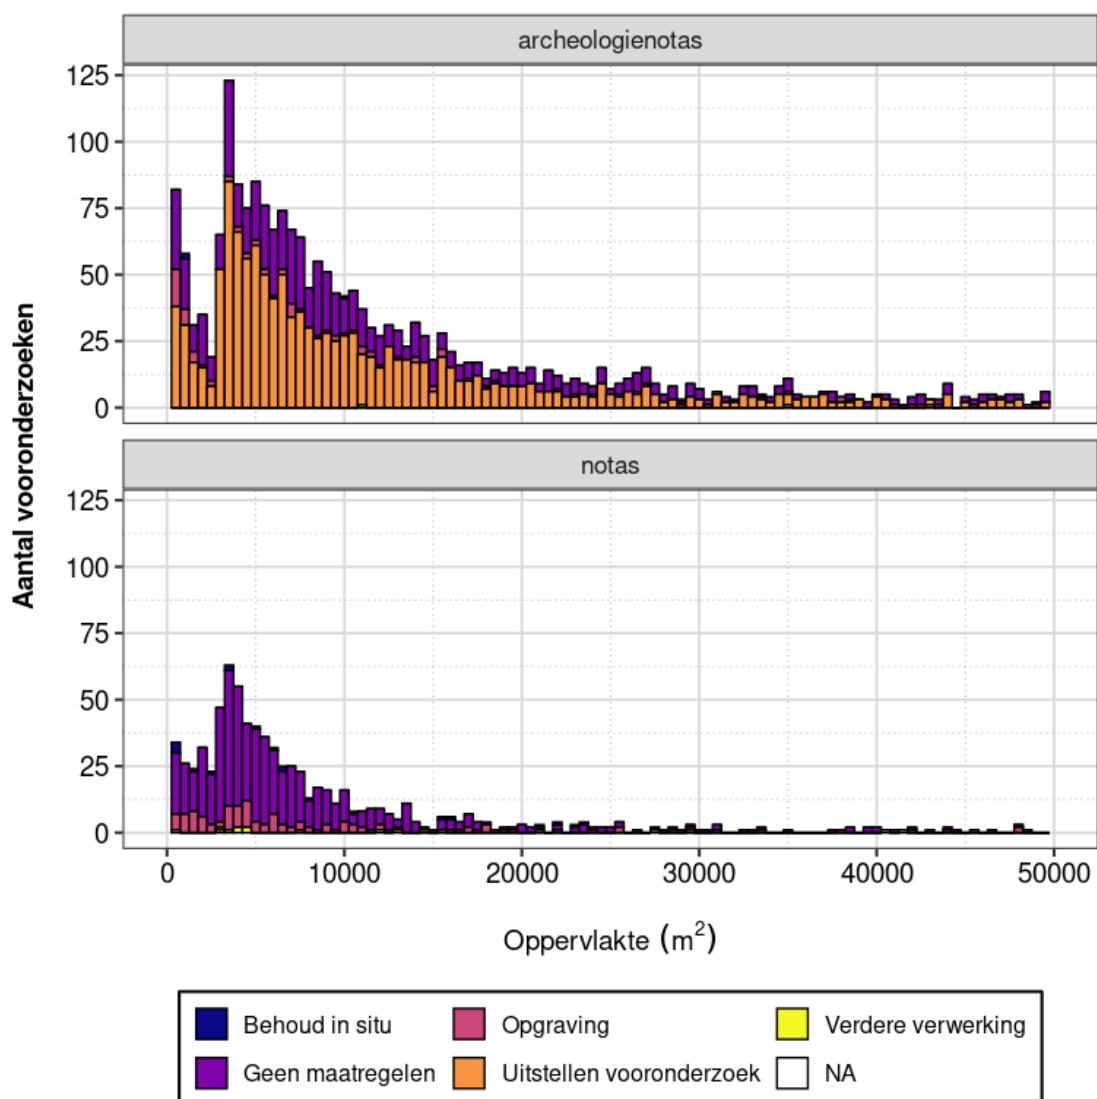 archeologienotas
125
100
75
50
25
0
notas
125
100
75
50
25
0
Aantal vooronderzoeken
0 10000 20000 30000 40000 50000
Oppervlakte (m²)
Behoud in situ Opgraving Verdere verwerking
Geen maatregelen Uitstellen vooronderzoek NA